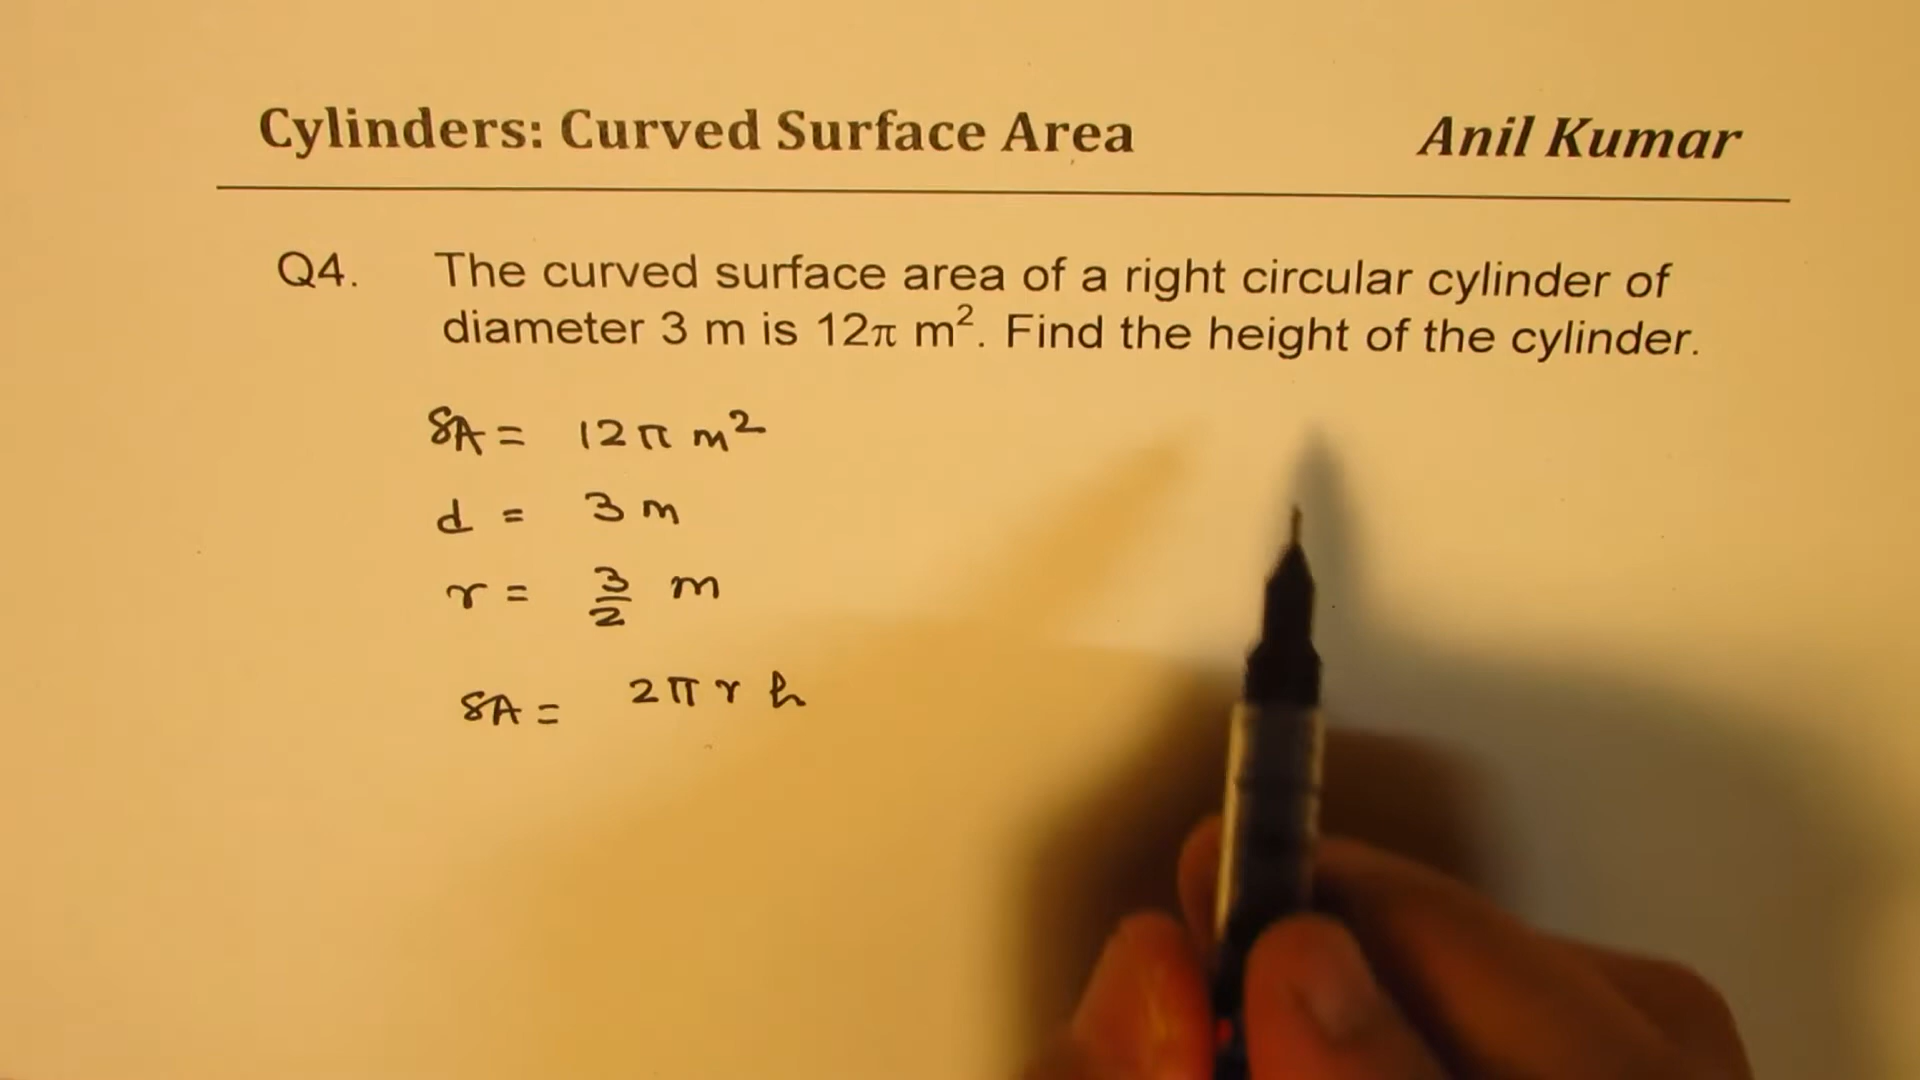 Cylinders: Curved Surface Area Anil Kumar
Q4. The curved surface area of a right circular cylinder of
diameter 3 m is 12π m². Find the height of the cylinder.
SA = 12π m²
d = 3 m
r = 3/2 m
SA = 2π r h